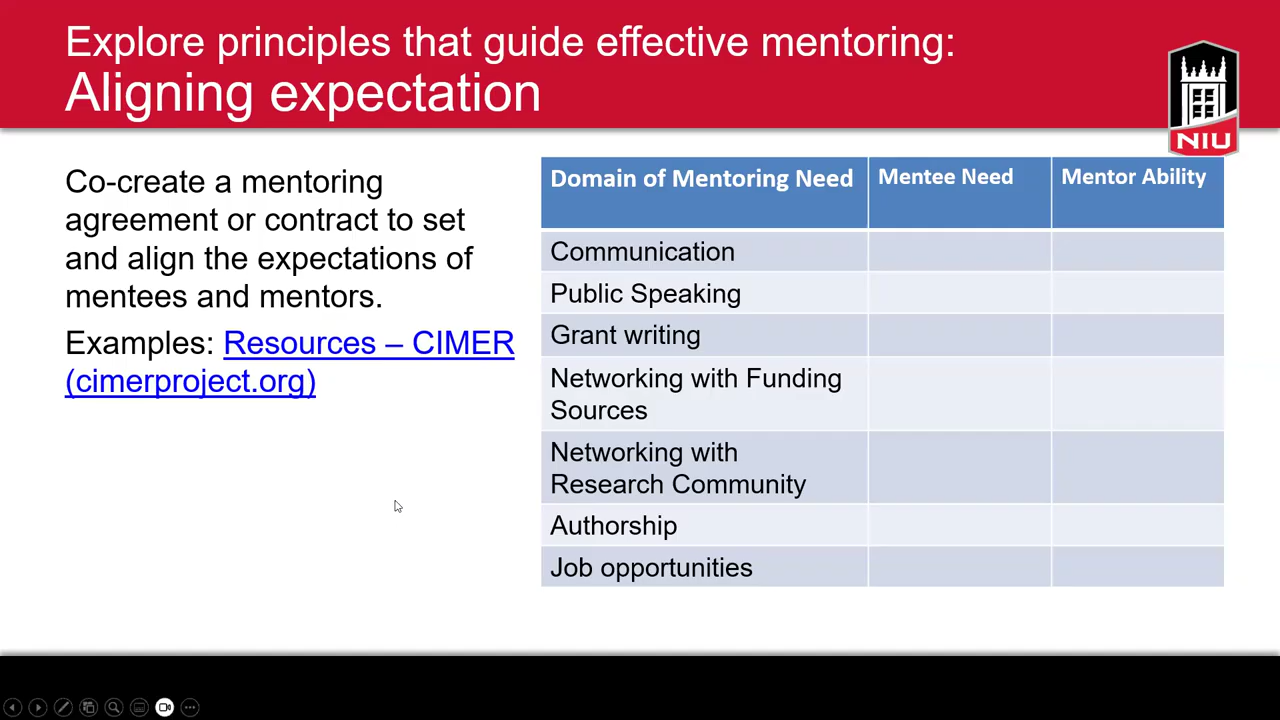 Explore principles that guide effective mentoring:
Aligning expectation
NIU
Co-create a mentoring
agreement or contract to set
and align the expectations of
mentees and mentors.
Examples: Resources – CIMER
(cimerproject.org)
Domain of Mentoring Need
Mentee Need
Mentor Ability
Communication
Public Speaking
Grant writing
Networking with Funding
Sources
Networking with
Research Community
Authorship
Job opportunities